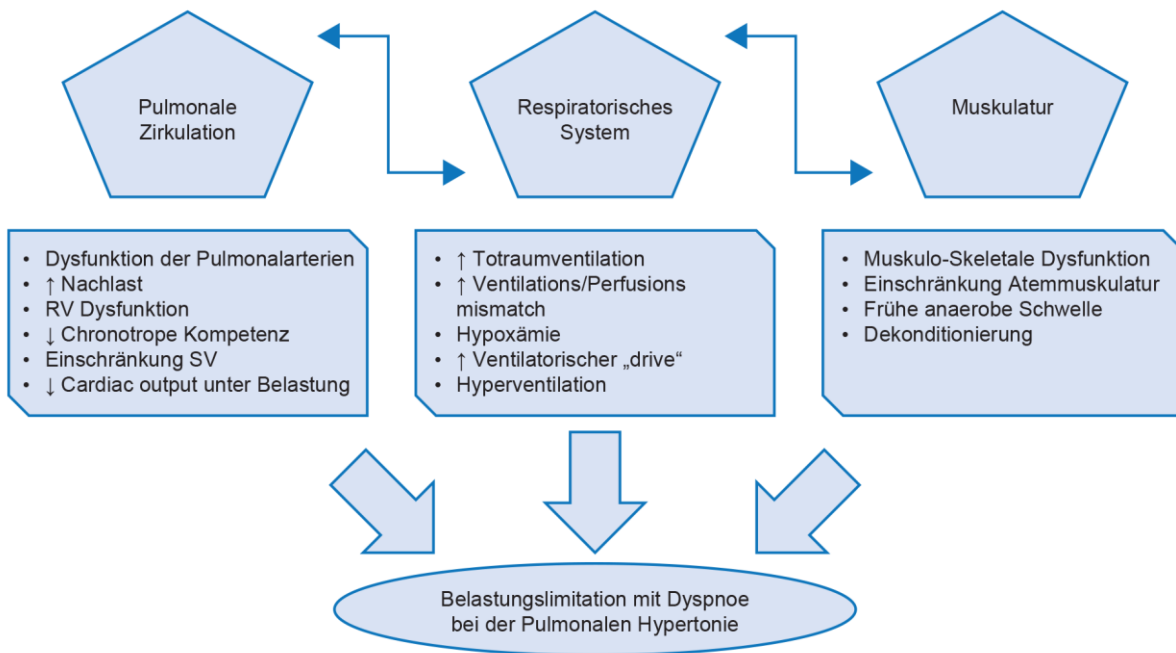 Pulmonale
Zirkulation
Respiratorisches
System
Muskulatur
• Dysfunktion der Pulmonalarterien
• ↑ Nachlast
• RV Dysfunktion
• ↓ Chronotrope Kompetenz
• Einschränkung SV
• ↓ Cardiac output unter Belastung
• ↑ Totraumventilation
• ↑ Ventilations/Perfusions
mismatch
• Hypoxämie
• ↑ Ventilatorischer „drive“
• Hyperventilation
• Muskulo-Skeletale Dysfunktion
• Einschränkung Atemmuskulatur
• Frühe anaerobe Schwelle
• Dekonditionierung
Belastungslimitation mit Dyspnoe
bei der Pulmonalen Hypertonie